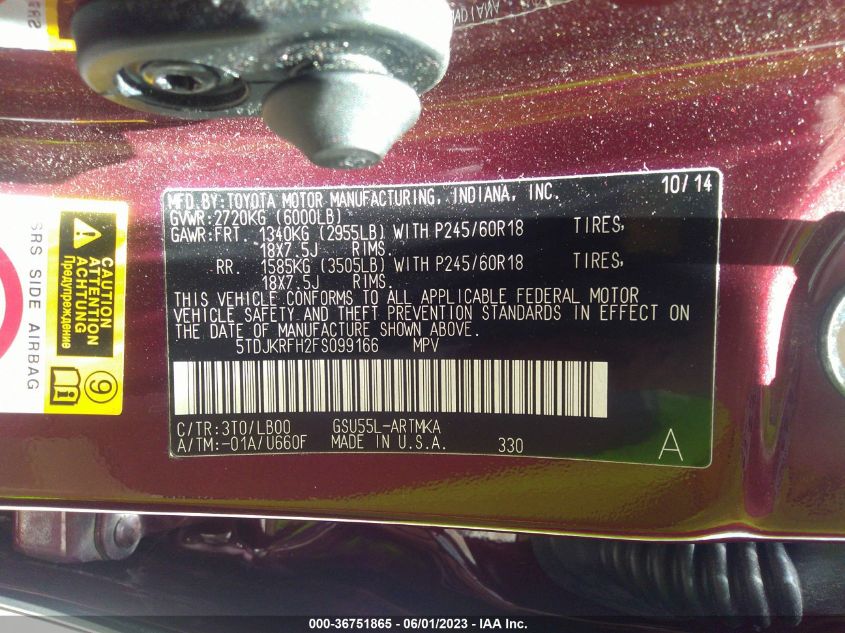 MFD.BY:TOYOTA MOTOR MANUFACTURING, INDIANA, INC. 10/14
GVWR:2720KG (6000LB)
GAWR:FRT. 1340KG (2955LB) WITH P245/60R18 TIRES,
18X7.5J RIMS.
RR. 1585KG (3505LB) WITH P245/60R18 TIRES,
18X7.5J RIMS.
THIS VEHICLE CONFORMS TO ALL APPLICABLE FEDERAL MOTOR
VEHICLE SAFETY AND THEFT PREVENTION STANDARDS IN EFFECT ON
THE DATE OF MANUFACTURE SHOWN ABOVE.
5TDJKRFH2FS099166 MPV
C/TR:3T0/LB00 GSU55L-ARTMKA
A/TM:-01A/U660F MADE IN U.S.A. 330 A
SRS SIDE AIRBAG
CAUTION
ATTENTION
ACHTUNG
Предупреждение
9
000-36751865 - 06/01/2023 - IAA Inc.